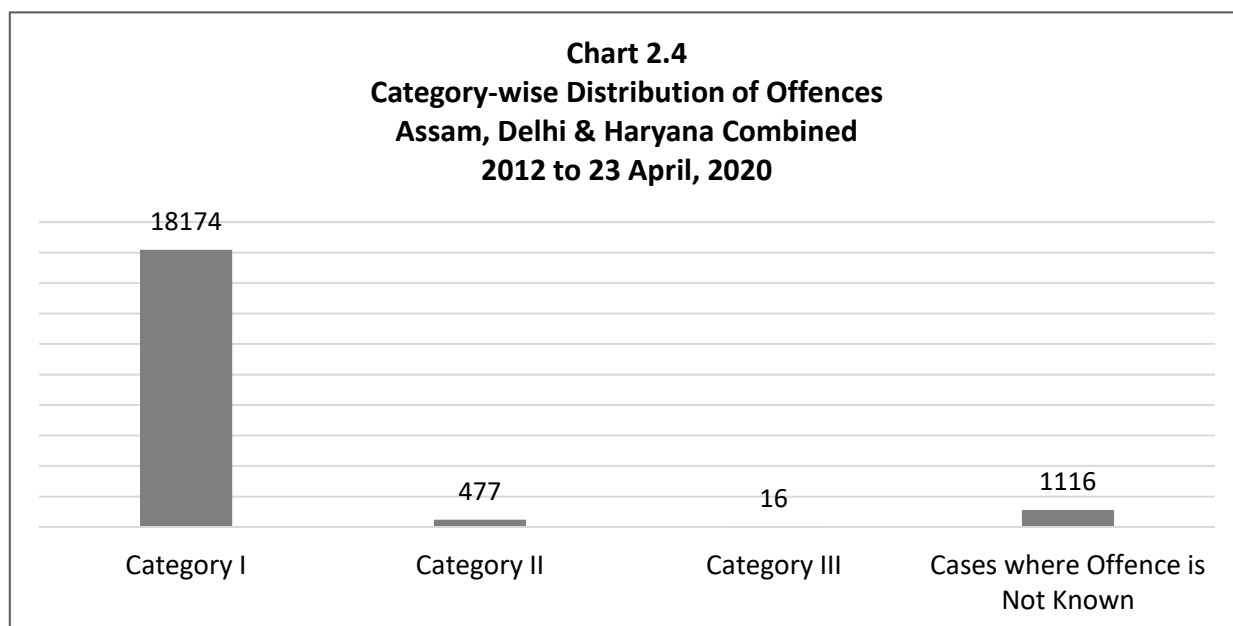 Chart 2.4
Category-wise Distribution of Offences
Assam, Delhi & Haryana Combined
2012 to 23 April, 2020
18174
477
16
1116
Category I
Category II
Category III
Cases where Offence is
Not Known